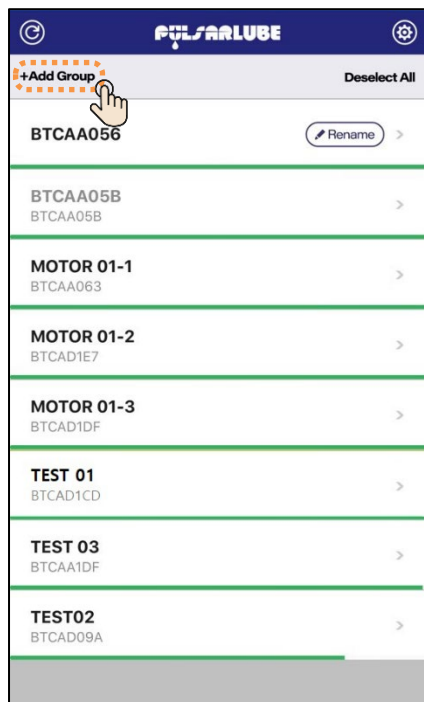 PULSARLUBE
+Add Group Deselect All
BTCAA056 Rename
BTCAA05B
BTCAA05B
MOTOR 01-1
BTCAA063
MOTOR 01-2
BTCAD1E7
MOTOR 01-3
BTCAD1DF
TEST 01
BTCAD1CD
TEST 03
BTCAA1DF
TEST02
BTCAD09A